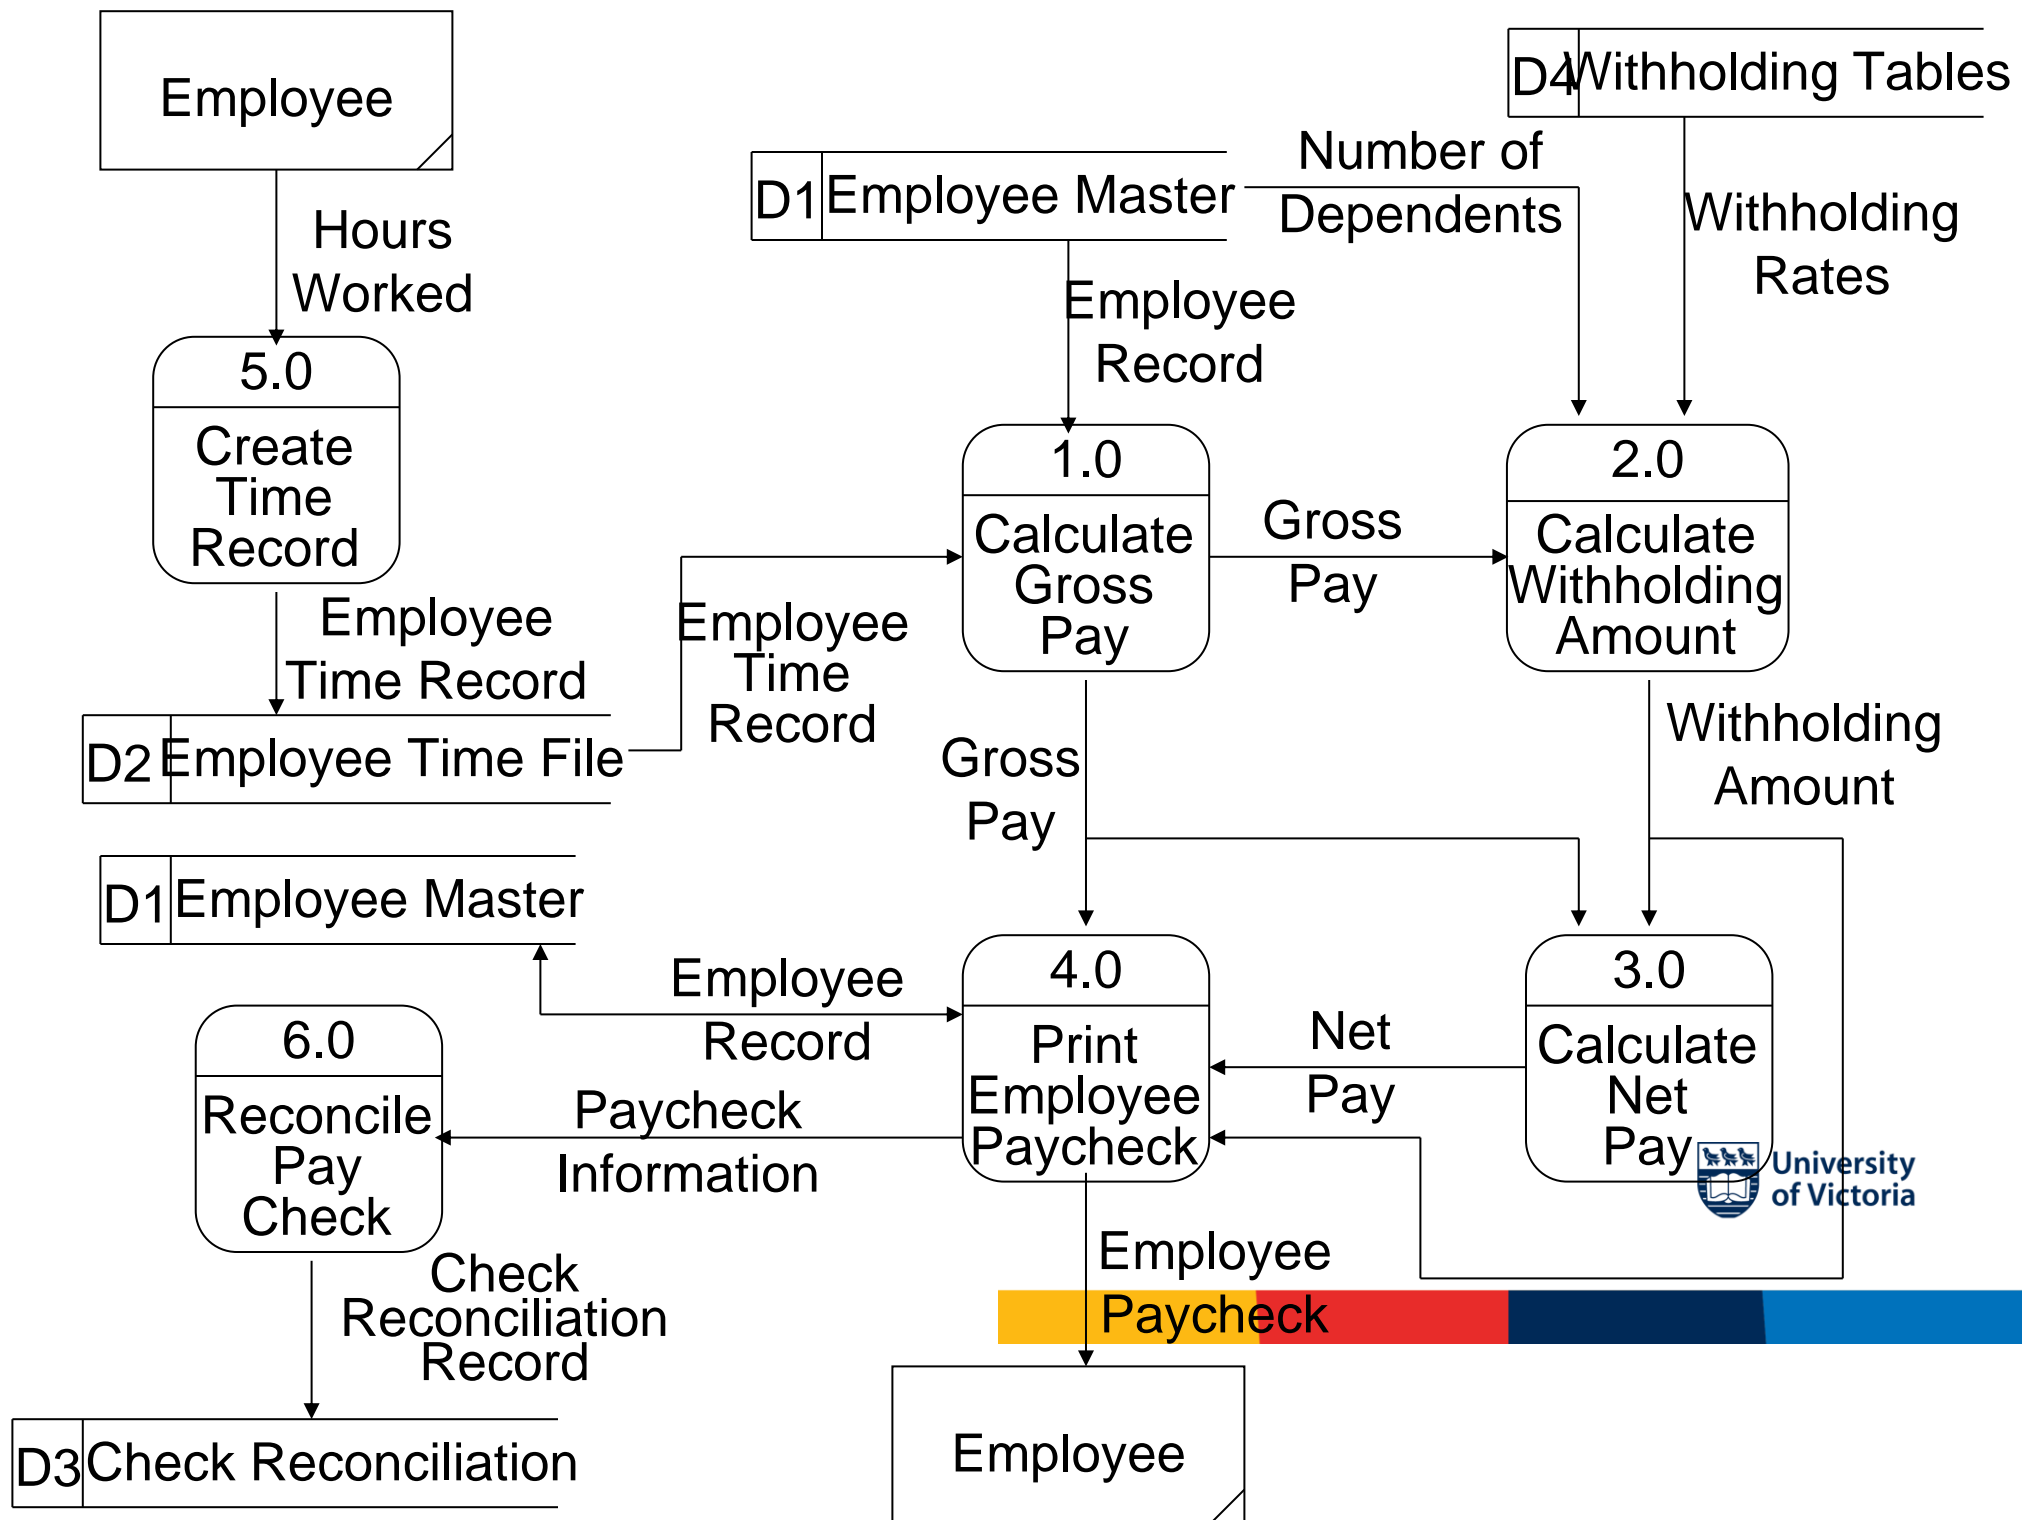 Employee
D4
Withholding Tables
Number of
Dependents
D1
Employee Master
Hours
Worked
Withholding
Rates
Employee
Record
5.0
Create
Time
Record
1.0
Calculate
Gross
Pay
Gross
Pay
2.0
Calculate
Withholding
Amount
Employee
Time Record
Employee
Time
Record
D2
Employee Time File
Gross
Pay
Withholding
Amount
D1
Employee Master
Employee
Record
4.0
Print
Employee
Paycheck
Net
Pay
3.0
Calculate
Net
Pay
6.0
Reconcile
Pay
Check
Paycheck
Information
University
of Victoria
Employee
Paycheck
Check
Reconciliation
Record
D3
Check Reconciliation
Employee